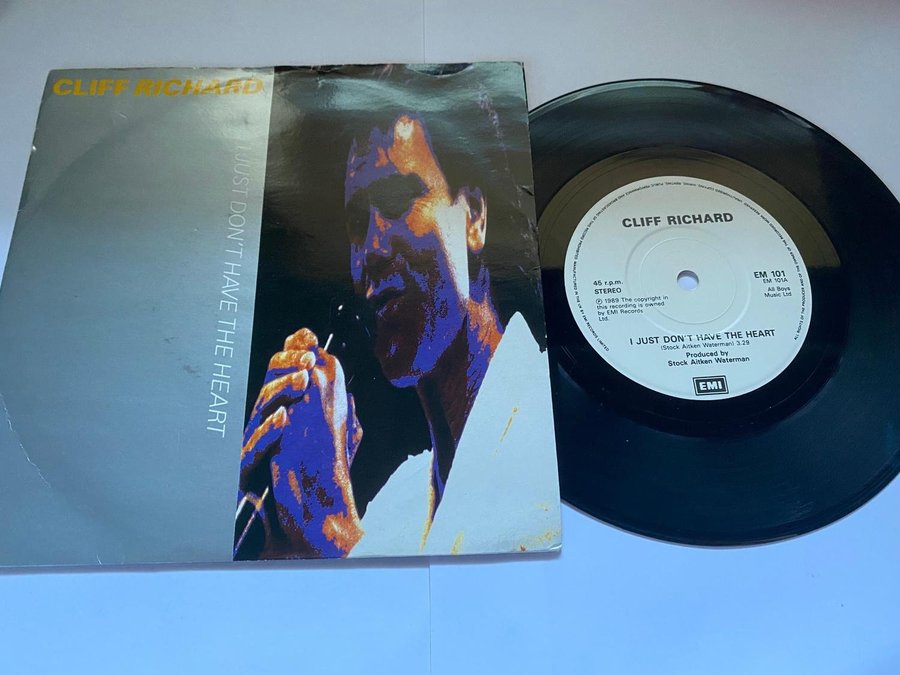 CLIFF RICHARD
I JUST DON'T HAVE THE HEART
CLIFF RICHARD
45 r.p.m.
STEREO
℗ 1989 The copyright in
this recording is owned
by EMI Records
Ltd.
EM 101
EM 101A
All Boys
Music Ltd
I JUST DON'T HAVE THE HEART
(Stock Aitken Waterman) 3.29
Produced by
Stock Aitken Waterman
EMI